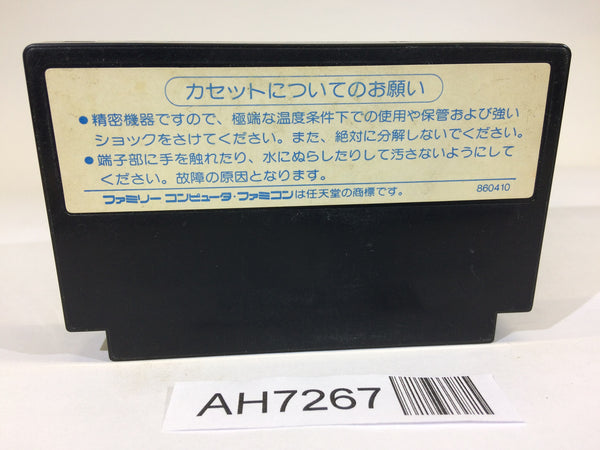 カセットについてのお願い
●精密機器ですので、極端な温度条件下での使用や保管および強い
ショックをさけてください。また、絶対に分解しないでください。
●端子部に手を触れたり、水にぬらしたりして汚さないようにして
ください。故障の原因となります。
ファミリーコンピュータ・ファミコンは任天堂の商標です。 860410
AH7267